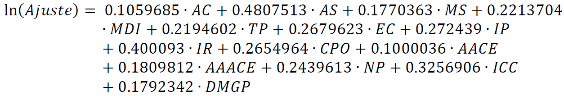 ln(Ajuste) = 0.1059685 · AC + 0.4807513 · AS + 0.1770363 · MS + 0.2213704
· MDI + 0.2194602 · TP + 0.2679623 · EC + 0.272439 · IP
+ 0.400093 · IR + 0.2654964 · CPO + 0.1000036 · AACE
+ 0.1809812 · AAACE + 0.2439613 · NP + 0.3256906 · ICC
+ 0.1792342 · DMGP